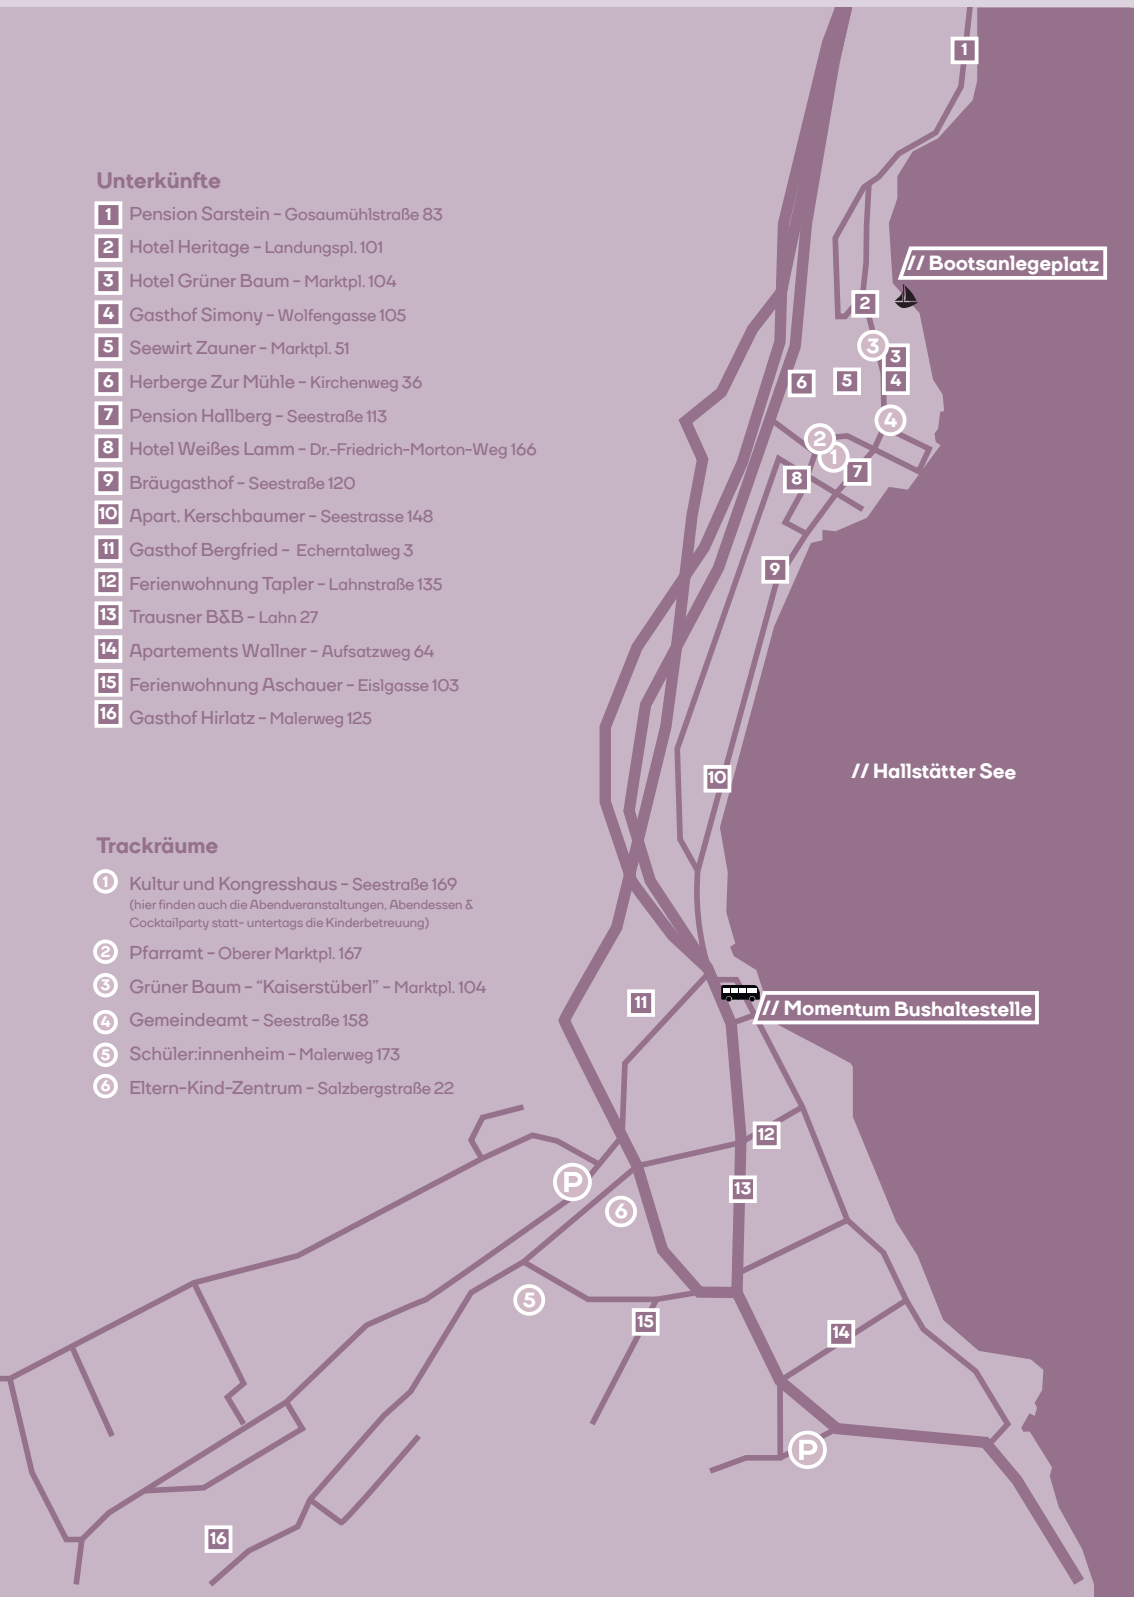 Unterkünfte
1 Pension Sarstein – Gosaumühlstraße 83
2 Hotel Heritage – Landungspl. 101
3 Hotel Grüner Baum – Marktpl. 104
4 Gasthof Simony – Wolfengasse 105
5 Seewirt Zauner – Marktpl. 51
6 Herberge Zur Mühle – Kirchenweg 36
7 Pension Hallberg – Seestraße 113
8 Hotel Weißes Lamm – Dr.-Friedrich-Morton-Weg 166
9 Bräugasthof – Seestraße 120
10 Apart. Kerschbaumer – Seestrasse 148
11 Gasthof Bergfried – Echerntalweg 3
12 Ferienwohnung Tapler – Lahnstraße 135
13 Trausner B&B – Lahn 27
14 Apartements Wallner – Aufsatzweg 64
15 Ferienwohnung Aschauer – Eislgasse 103
16 Gasthof Hirlatz – Malerweg 125
Trackräume
1 Kultur und Kongresshaus – Seestraße 169
(hier finden auch die Abendveranstaltungen, Abendessen &
Cocktailparty statt- untertags die Kinderbetreuung)
2 Pfarramt – Oberer Marktpl. 167
3 Grüner Baum – “Kaiserstüberl” – Marktpl. 104
4 Gemeindeamt – Seestraße 158
5 Schüler:innenheim – Malerweg 173
6 Eltern-Kind-Zentrum – Salzbergstraße 22
1
// Bootsanlegeplatz
2
3
3
6
5
4
4
2
1
7
8
9
// Hallstätter See
10
11
// Momentum Bushaltestelle
12
P
13
6
5
15
14
P
16